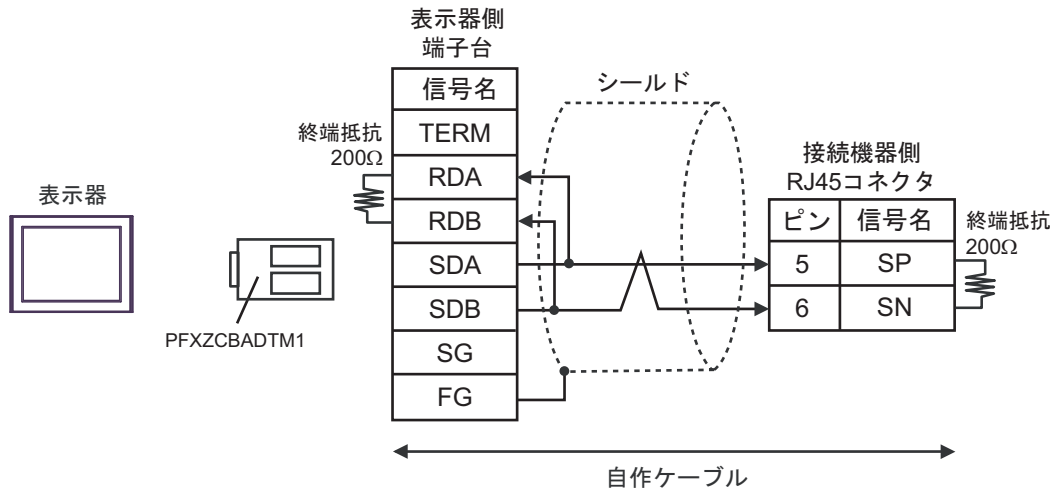 表示器
PFXZCBADTM1
表示器側
端子台
信号名
TERM
RDA
RDB
SDA
SDB
SG
FG
終端抵抗
200Ω
シールド
接続機器側
RJ45コネクタ
ピン 信号名
5 SP
6 SN
終端抵抗
200Ω
自作ケーブル